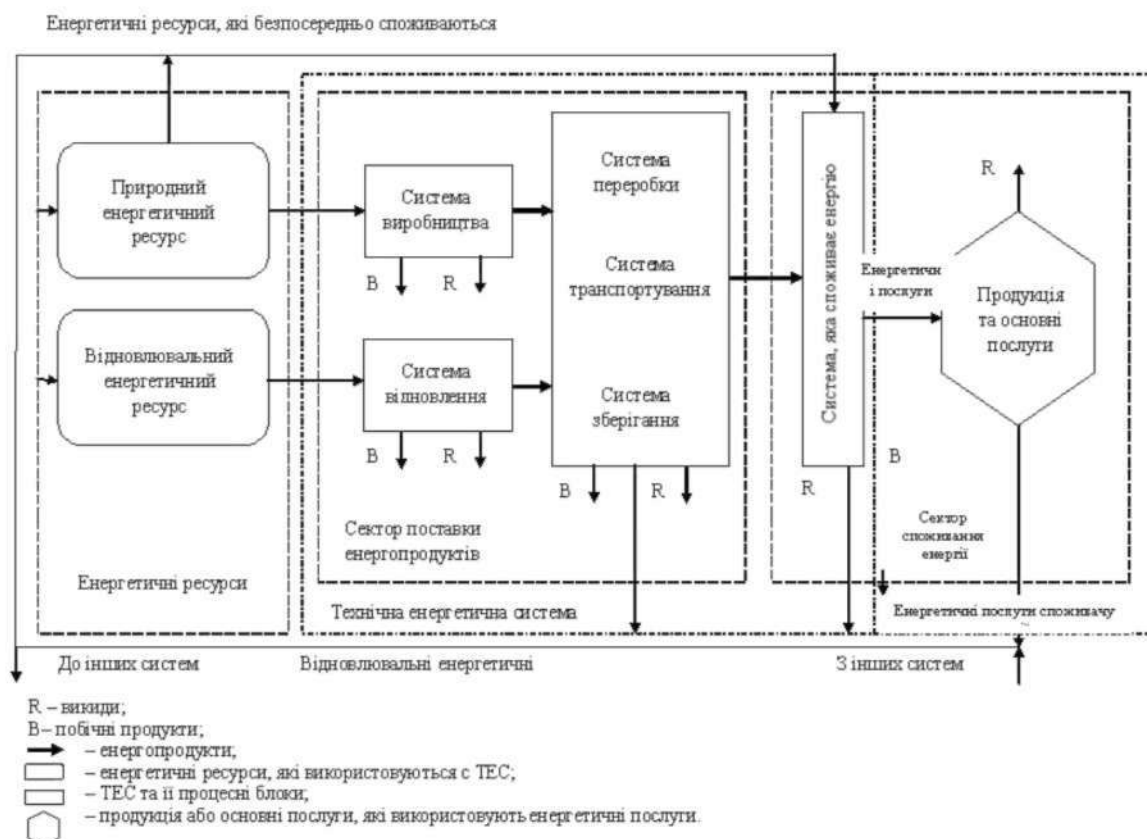 Енергетичні ресурси, які безпосередньо споживаються
Природний
енергетичний
ресурс
Відновлювальний
енергетичний
ресурс
Енергетичні ресурси
Система
виробництва
B
R
Система
відновлення
B
R
Система
переробки
Система
транспортування
Система
зберігання
B
R
Сектор поставки
енергопродуктів
Технічна енергетична система
Система, яка споживає енергію
R
B
Енергетичн
і послуги
R
Продукція
та основні
послуги
Сектор
споживання
енергії
Енергетичні послуги споживачу
До інших систем
Відновлювальні енергетичні
З інших систем
R – викиди;
B – побічні продукти;
– енергопродукти;
– енергетичні ресурси, які використовуються с ТЕС;
– ТЕС та її процесні блоки;
– продукція або основні послуги, які використовують енергетичні послуги.